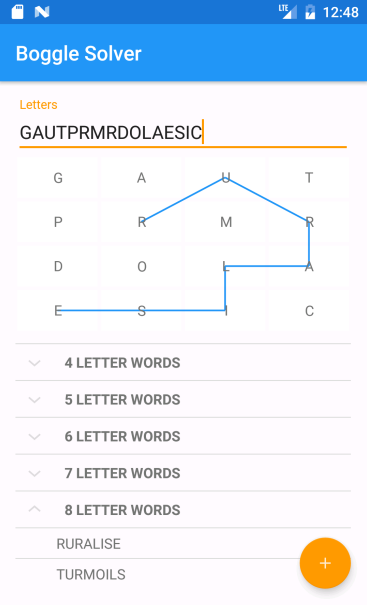 LTE 12:48
Boggle Solver
Letters
GAUTPRMRDOLAESIC
G A U T
P R M R
D O L A
E S I C
4 LETTER WORDS
5 LETTER WORDS
6 LETTER WORDS
7 LETTER WORDS
8 LETTER WORDS
RURALISE
TURMOILS
+